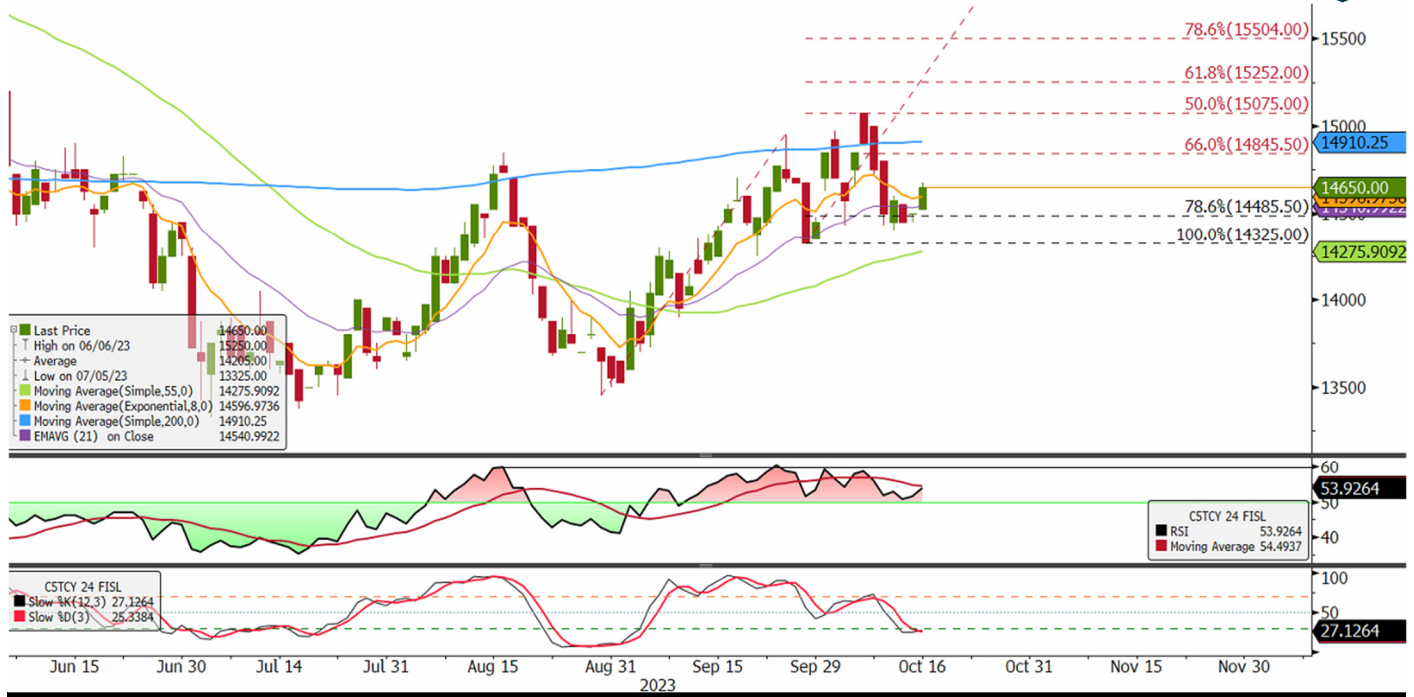 78.6%(15504.00)
15500
61.8%(15252.00)
50.0%(15075.00)
15000
14910.25
66.0%(14845.50)
14650.00
78.6%(14485.50)
100.0%(14325.00)
14275.9092
14000
13500
Last Price 14650.00
High on 06/06/23 15250.00
Average 14205.00
Low on 07/05/23 13325.00
Moving Average(Simple,55,0) 14275.9092
Moving Average(Exponential,8,0) 14596.9736
Moving Average(Simple,200,0) 14910.25
EMAVG (21) on Close 14540.9922
60
53.9264
50
40
C5TCY 24 FISL
RSI 53.9264
Moving Average 54.4937
C5TCY 24 FISL
Slow %K(12,3) 27.1264
Slow %D(3) 25.3384
100
50
27.1264
0
Jun 15 Jun 30 Jul 14 Jul 31 Aug 15 Aug 31 Sep 15 Sep 29 Oct 16 Oct 31 Nov 15 Nov 30
2023